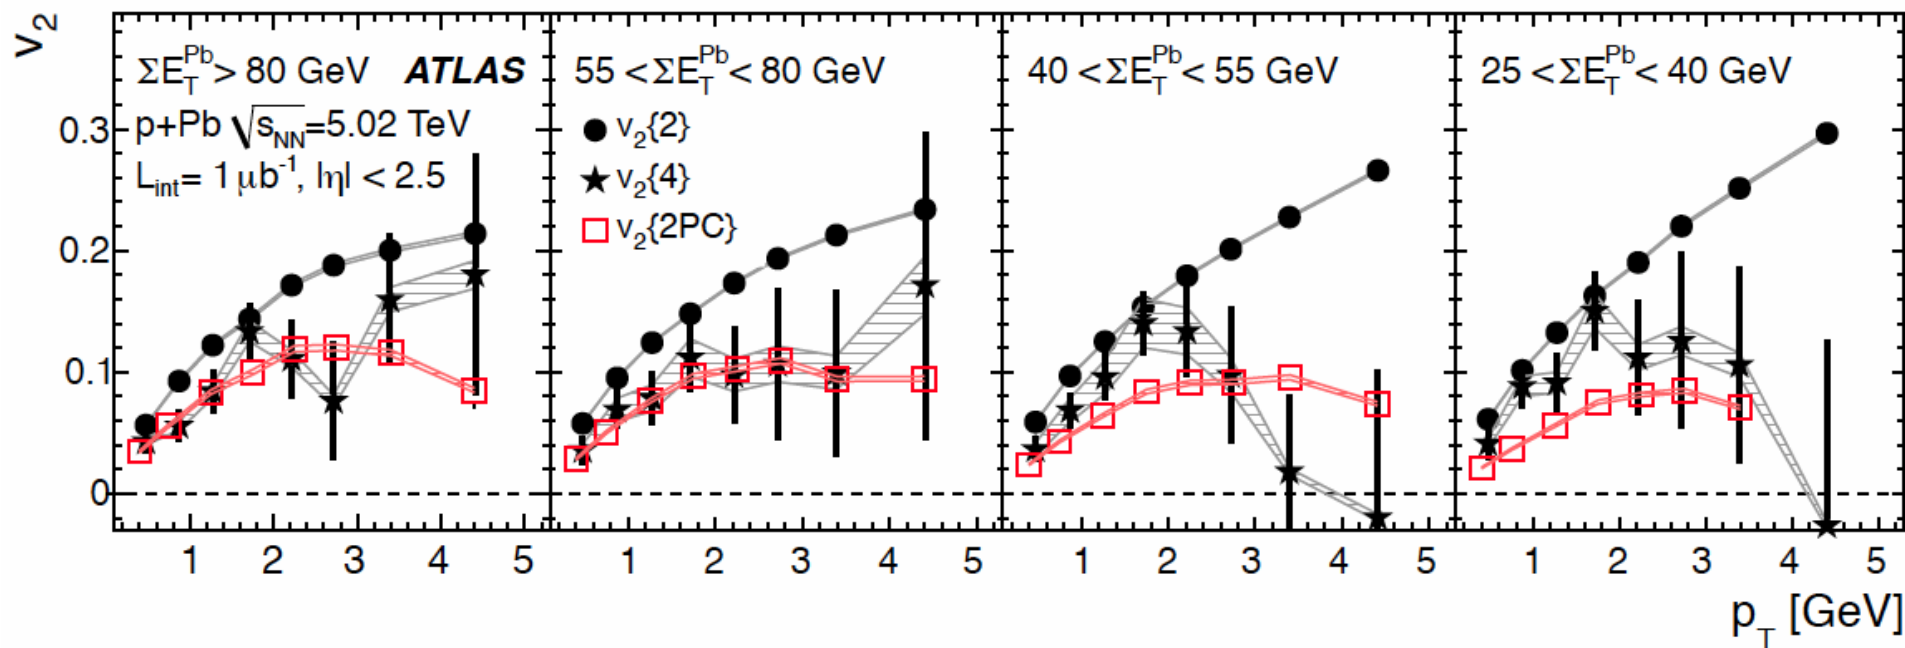 v₂
ΣE_T^Pb > 80 GeV ATLAS
p+Pb √s_NN=5.02 TeV
L_int= 1 μb⁻¹, |η| < 2.5
55 <ΣE_T^Pb< 80 GeV
v₂{2}
v₂{4}
v₂{2PC}
40 <ΣE_T^Pb< 55 GeV
25 <ΣE_T^Pb< 40 GeV
0.3
0.2
0.1
0
1 2 3 4 5 1 2 3 4 5 1 2 3 4 5 1 2 3 4 5
p_T [GeV]